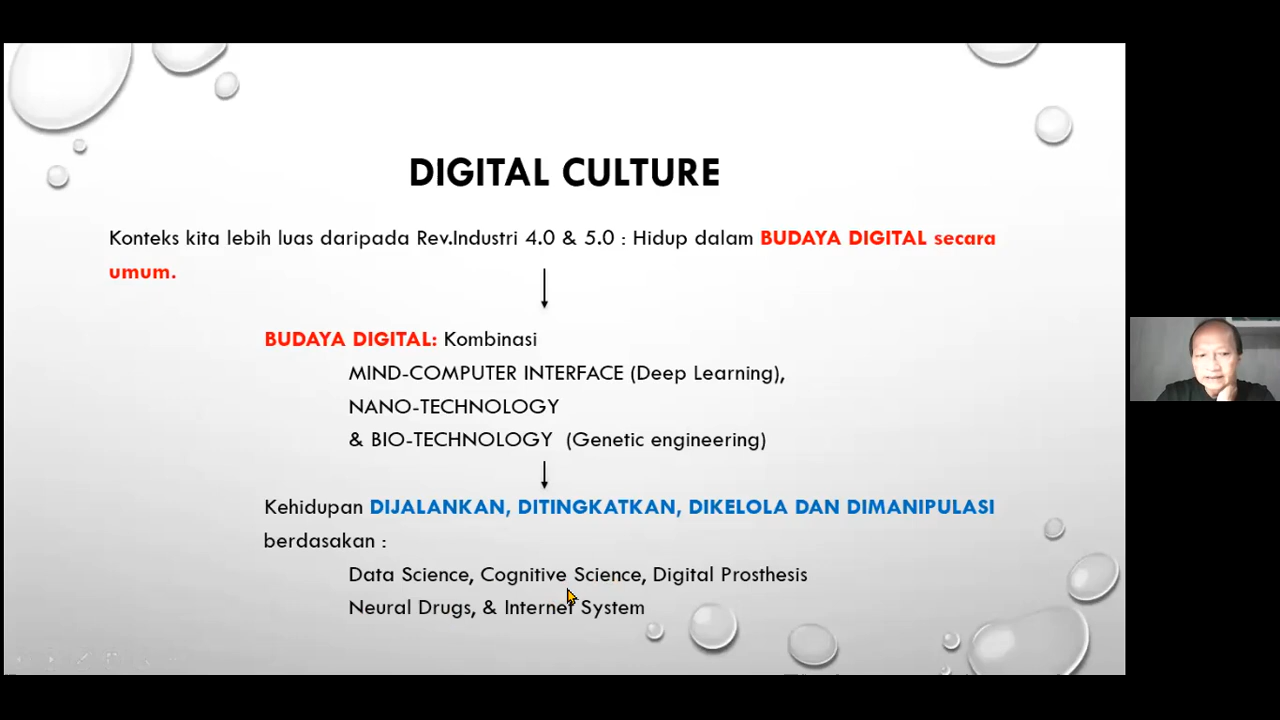 DIGITAL CULTURE
Konteks kita lebih luas daripada Rev.Industri 4.0 & 5.0 : Hidup dalam BUDAYA DIGITAL secara
umum.
BUDAYA DIGITAL: Kombinasi
MIND-COMPUTER INTERFACE (Deep Learning),
NANO-TECHNOLOGY
& BIO-TECHNOLOGY (Genetic engineering)
Kehidupan DIJALANKAN, DITINGKATKAN, DIKELOLA DAN DIMANIPULASI
berdasakan :
Data Science, Cognitive Science, Digital Prosthesis
Neural Drugs, & Internet System